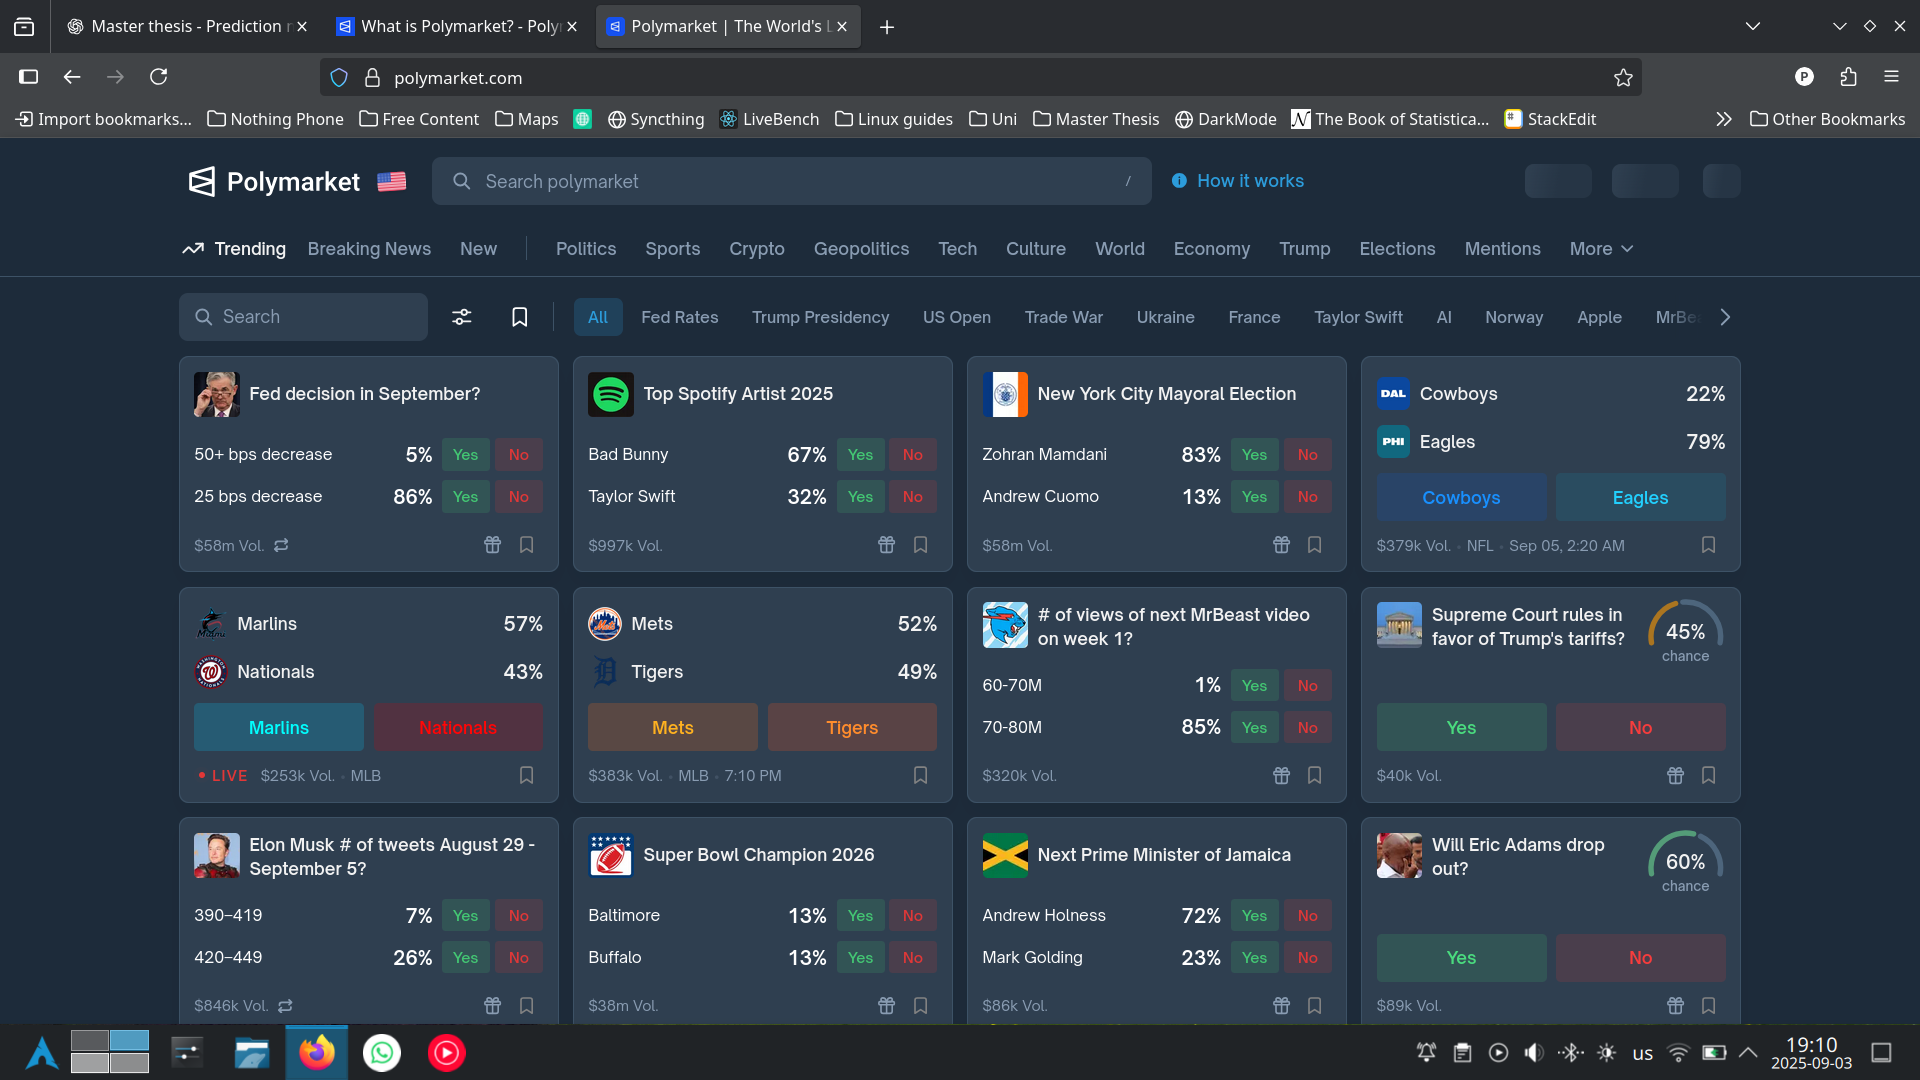 Master thesis - Prediction
What is Polymarket? - Poly
Polymarket | The World's
polymarket.com
P
Import bookmarks...
Nothing Phone
Free Content
Maps
Syncthing
LiveBench
Linux guides
Uni
Master Thesis
DarkMode
The Book of Statistica...
StackEdit
Other Bookmarks
Polymarket
Search polymarket
/
How it works
Trending
Breaking News
New
Politics
Sports
Crypto
Geopolitics
Tech
Culture
World
Economy
Trump
Elections
Mentions
More
Search
All
Fed Rates
Trump Presidency
US Open
Trade War
Ukraine
France
Taylor Swift
AI
Norway
Apple
MrBea
Fed decision in September?
50+ bps decrease 5% Yes No
25 bps decrease 86% Yes No
$58m Vol.
Top Spotify Artist 2025
Bad Bunny 67% Yes No
Taylor Swift 32% Yes No
$997k Vol.
New York City Mayoral Election
Zohran Mamdani 83% Yes No
Andrew Cuomo 13% Yes No
$58m Vol.
DAL Cowboys 22%
PHI Eagles 79%
Cowboys Eagles
$379k Vol. • NFL • Sep 05, 2:20 AM
Marlins 57%
Nationals 43%
Marlins Nationals
• LIVE $253k Vol. • MLB
Mets 52%
Tigers 49%
Mets Tigers
$383k Vol. • MLB • 7:10 PM
# of views of next MrBeast video
on week 1?
60-70M 1% Yes No
70-80M 85% Yes No
$320k Vol.
Supreme Court rules in
favor of Trump's tariffs?
45%
chance
Yes No
$40k Vol.
Elon Musk # of tweets August 29 -
September 5?
390–419 7% Yes No
420–449 26% Yes No
$846k Vol.
Super Bowl Champion 2026
Baltimore 13% Yes No
Buffalo 13% Yes No
$38m Vol.
Next Prime Minister of Jamaica
Andrew Holness 72% Yes No
Mark Golding 23% Yes No
$86k Vol.
Will Eric Adams drop
out?
60%
chance
Yes No
$89k Vol.
us
19:10
2025-09-03